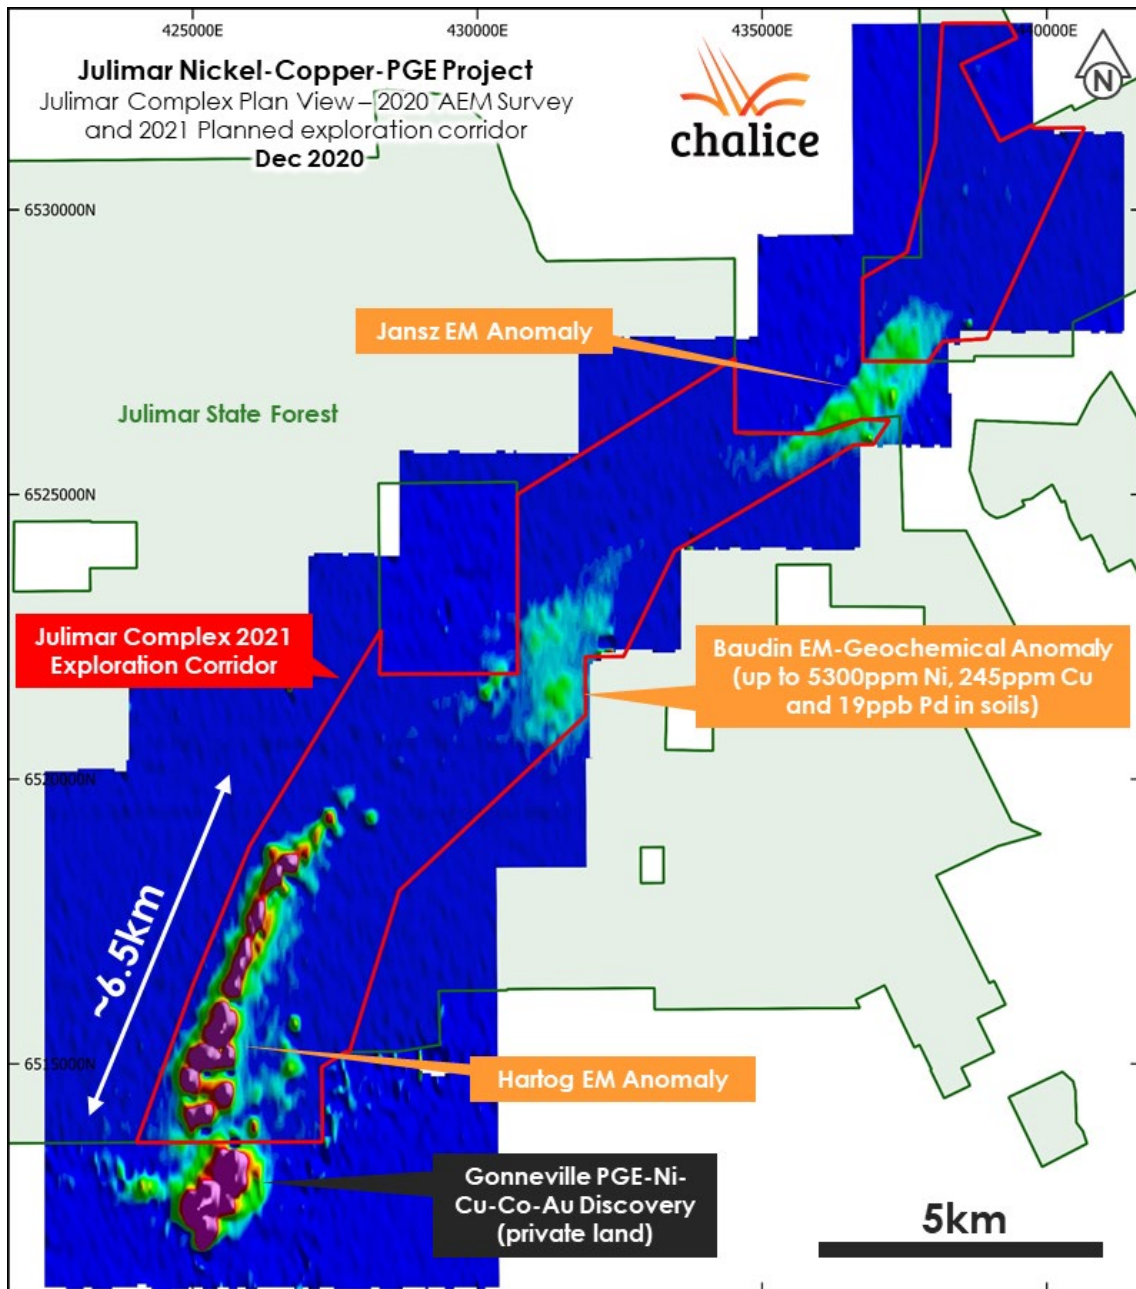 425000E
430000E
435000E
440000E
Julimar Nickel-Copper-PGE Project
Julimar Complex Plan View – 2020 AEM Survey
and 2021 Planned exploration corridor
Dec 2020
chalice
N
6530000N
Jansz EM Anomaly
Julimar State Forest
6525000N
Julimar Complex 2021
Exploration Corridor
Baudin EM-Geochemical Anomaly
(up to 5300ppm Ni, 245ppm Cu
and 19ppb Pd in soils)
6520000N
~6.5km
6515000N
Hartog EM Anomaly
Gonneville PGE-Ni-
Cu-Co-Au Discovery
(private land)
5km